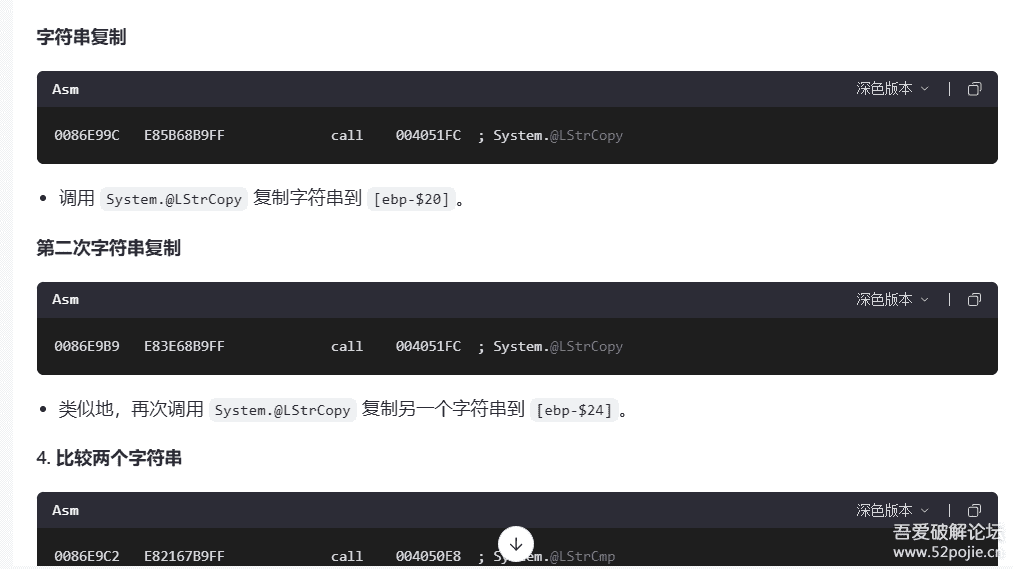 字符串复制
Asm 深色版本
0086E99C E85B68B9FF call 004051FC ; System.@LStrCopy
• 调用 System.@LStrCopy 复制字符串到 [ebp-$20] 。
第二次字符串复制
Asm 深色版本
0086E9B9 E83E68B9FF call 004051FC ; System.@LStrCopy
• 类似地，再次调用 System.@LStrCopy 复制另一个字符串到 [ebp-$24] 。
4. 比较两个字符串
Asm 深色版本
吾爱破解论坛
www.52pojie.cn
0086E9C2 E82167B9FF call 004050E8 ; em.@LStrCmp